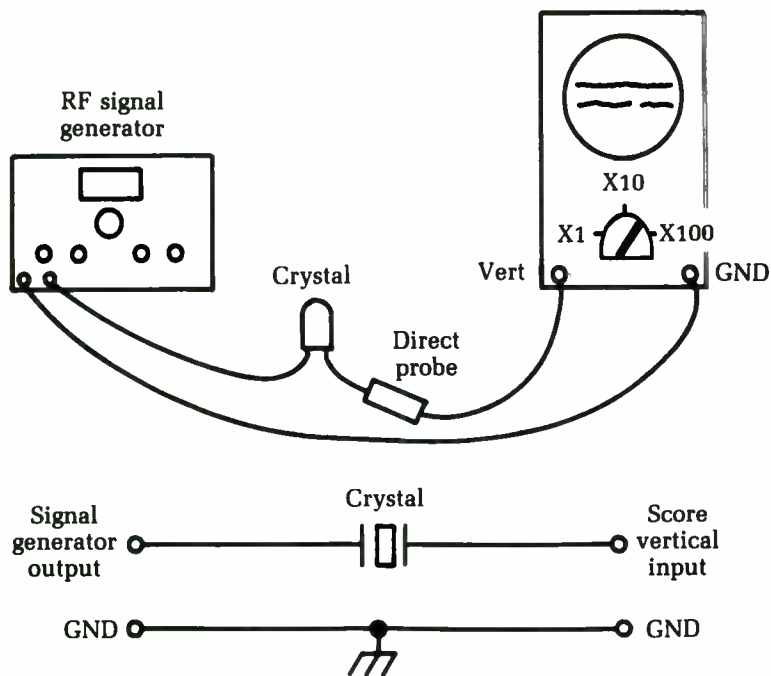 RF signal
generator
X10
X1
X100
Vert
GND
Crystal
Direct
probe
Crystal
Signal
generator
output
Score
vertical
input
GND
GND